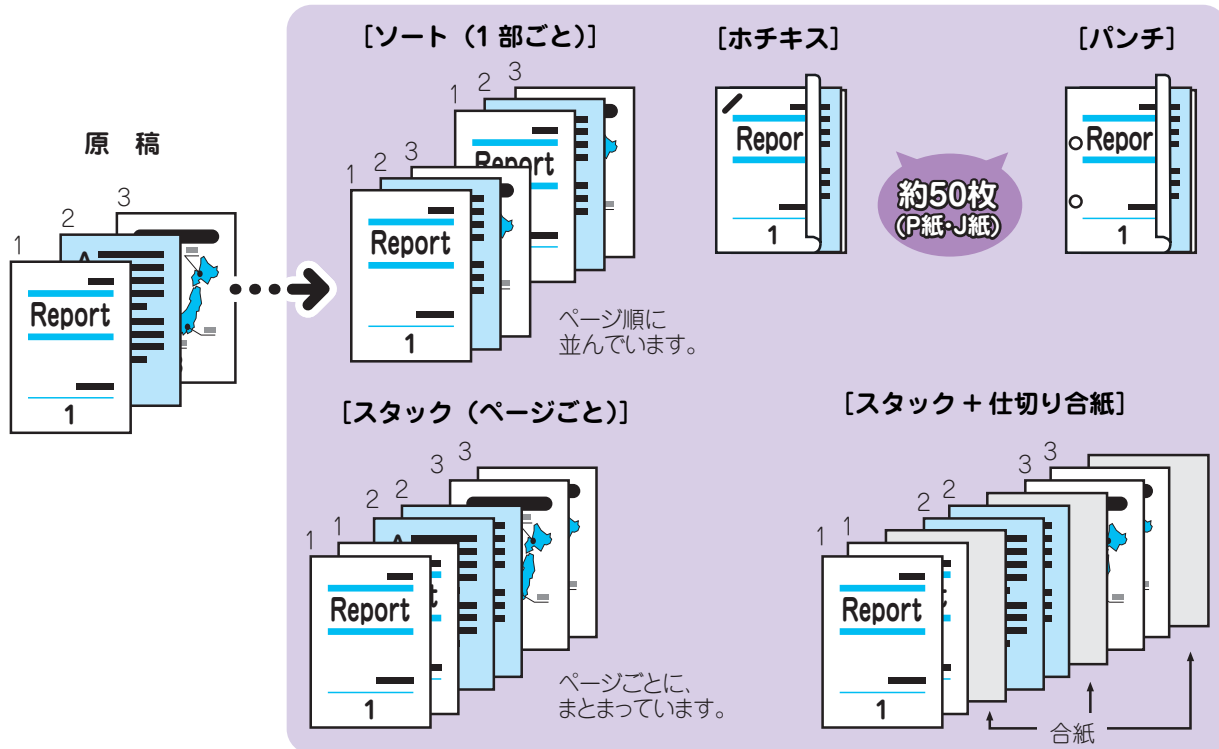 原 稿
1
2
3
Report
1
[ソート(1 部ごと)]
1
2
3
1
2
3
Report
Report
1
ページ順に
並んでいます。
[ホチキス]
Repor
1
約50枚
(P紙・J紙)
[パンチ]
Repor
1
[スタック(ページごと)]
1
1
2
2
3
3
Report
1
ページごとに、
まとまっています。
[スタック + 仕切り合紙]
1
1
2
2
3
3
Report
1
合紙